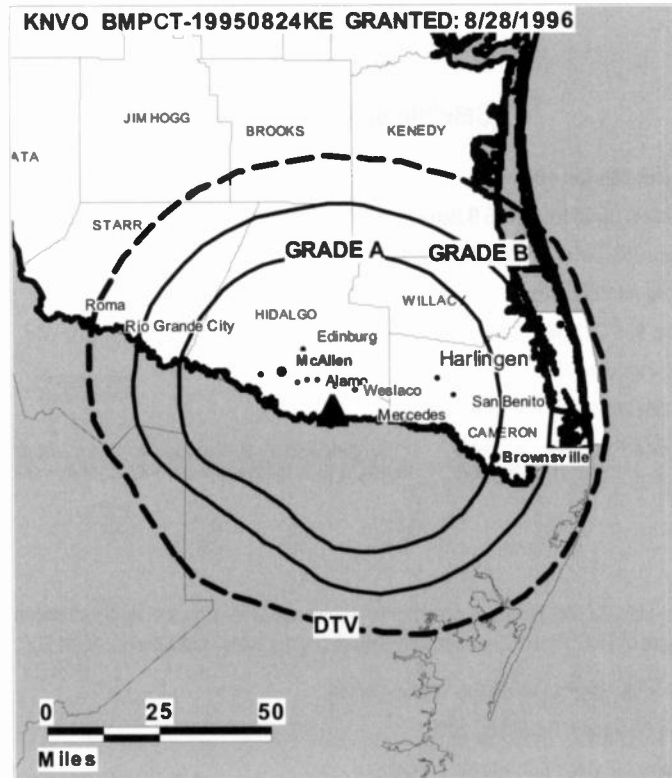 KNVO BMPCT-19950824KE GRANTED: 8/28/1996
JIM HOGG
BROOKS
KENEDY
ATA
STARR
GRADE A
GRADE B
WILLACY
HIDALGO
Roma
Rio Grande City
Edinburg
McAllen
Harlingen
Alamo
Weslaco
San Benito
Mercedes
CAMERON
Brownsville
DTV
0 25 50
Miles